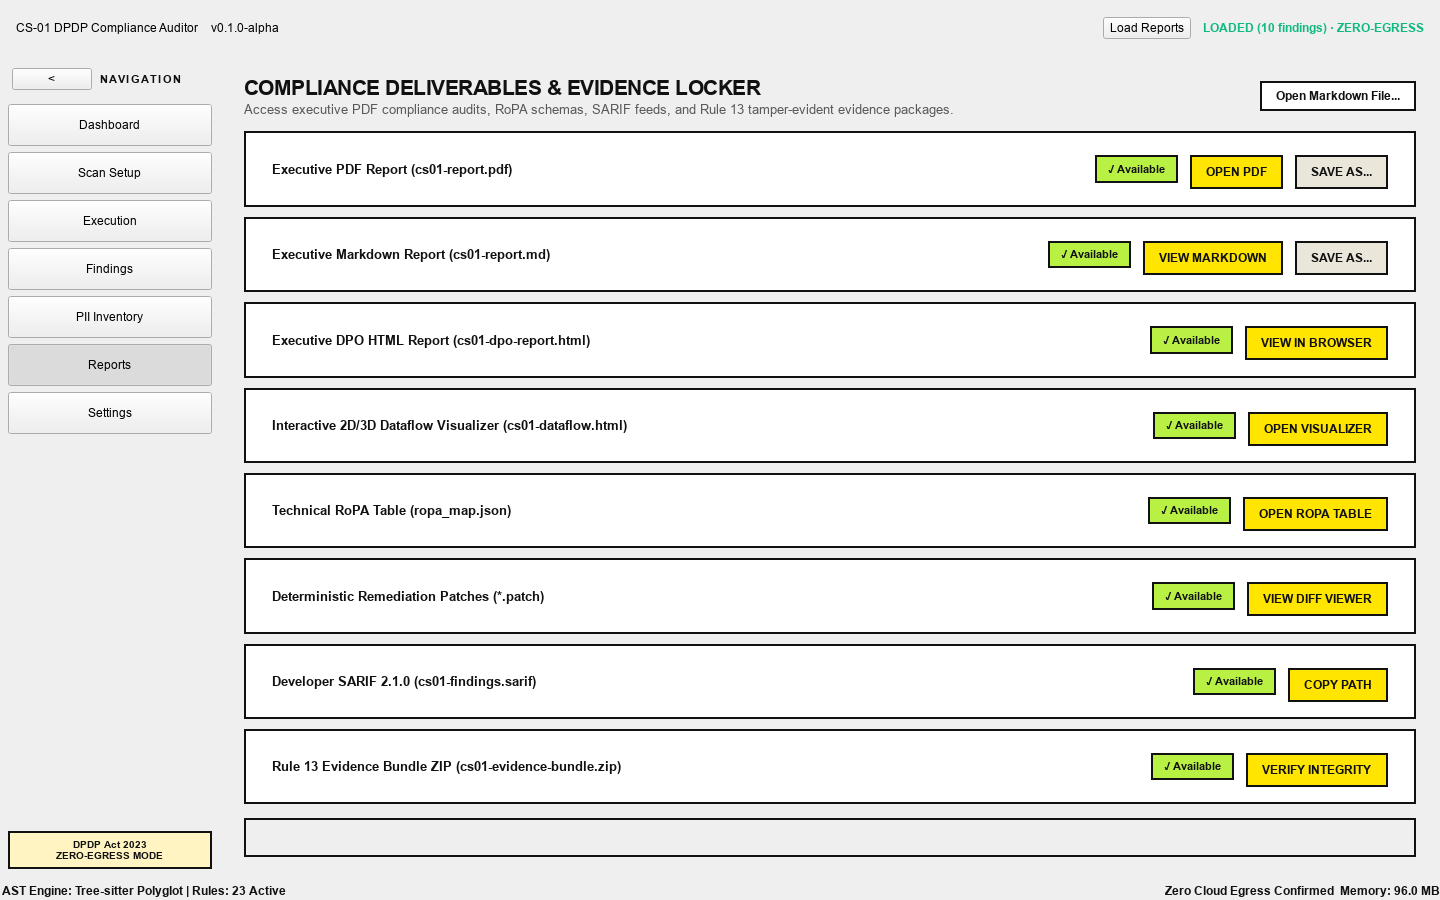 CS-01 DPDP Compliance Auditor v0.1.0-alpha
Load Reports
LOADED (10 findings) · ZERO-EGRESS
<
NAVIGATION
Dashboard
Scan Setup
Execution
Findings
PII Inventory
Reports
Settings
DPDP Act 2023
ZERO-EGRESS MODE
COMPLIANCE DELIVERABLES & EVIDENCE LOCKER
Access executive PDF compliance audits, RoPA schemas, SARIF feeds, and Rule 13 tamper-evident evidence packages.
Open Markdown File...
Executive PDF Report (cs01-report.pdf)
✓ Available
OPEN PDF
SAVE AS...
Executive Markdown Report (cs01-report.md)
✓ Available
VIEW MARKDOWN
SAVE AS...
Executive DPO HTML Report (cs01-dpo-report.html)
✓ Available
VIEW IN BROWSER
Interactive 2D/3D Dataflow Visualizer (cs01-dataflow.html)
✓ Available
OPEN VISUALIZER
Technical RoPA Table (ropa_map.json)
✓ Available
OPEN ROPA TABLE
Deterministic Remediation Patches (*.patch)
✓ Available
VIEW DIFF VIEWER
Developer SARIF 2.1.0 (cs01-findings.sarif)
✓ Available
COPY PATH
Rule 13 Evidence Bundle ZIP (cs01-evidence-bundle.zip)
✓ Available
VERIFY INTEGRITY
AST Engine: Tree-sitter Polyglot | Rules: 23 Active
Zero Cloud Egress Confirmed Memory: 96.0 MB